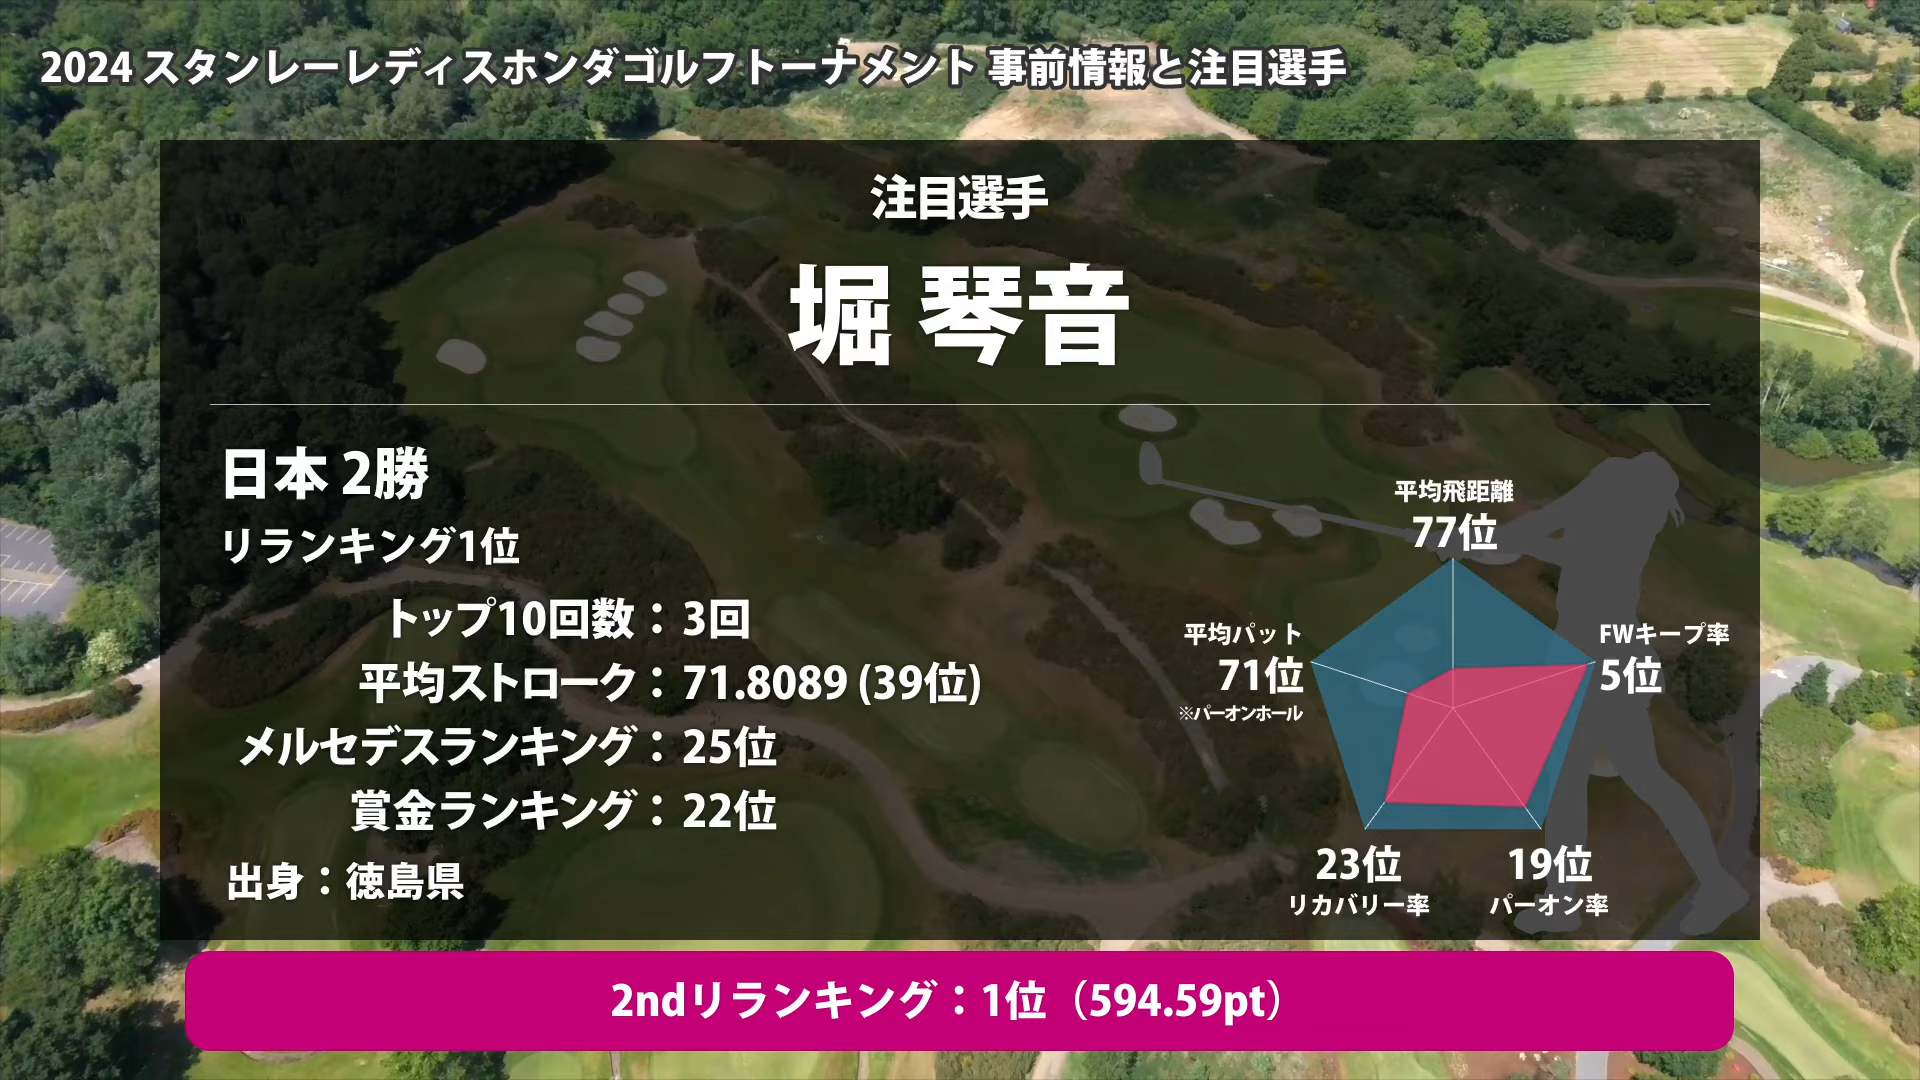 2024 スタンレーレディスホンダゴルフトーナメント 事前情報と注目選手
注目選手
堀 琴音
日本 2勝
リランキング1位
トップ10回数： 3回
平均ストローク： 71.8089 (39位)
メルセデスランキング： 25位
賞金ランキング： 22位
出身：徳島県
平均飛距離
77位
FWキープ率
5位
平均パット
71位
※パーオンホール
23位
リカバリー率
19位
パーオン率
2ndリランキング：1位（594.59pt）